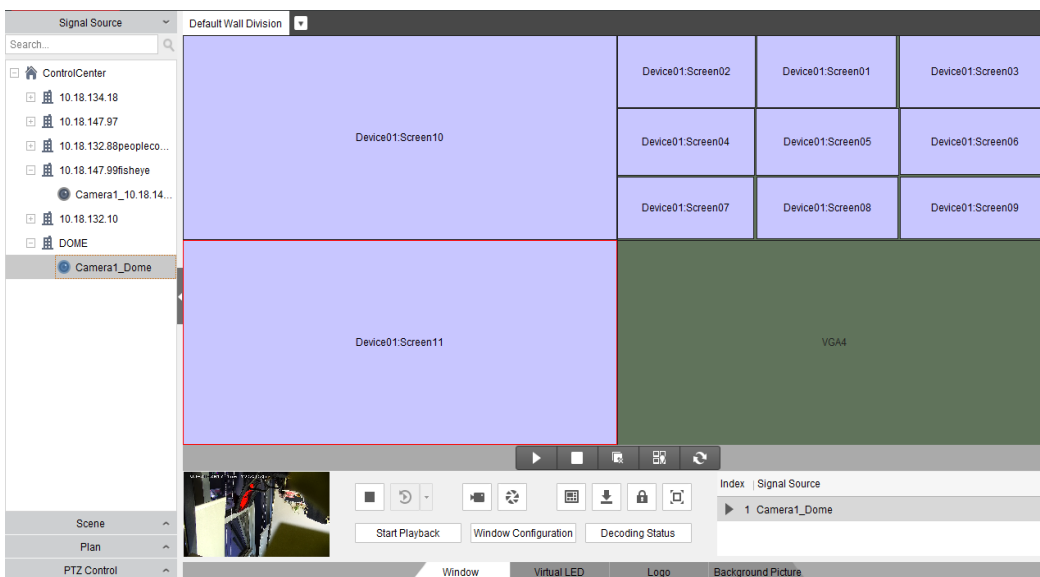 Signal Source
Default Wall Division
Search...
ControlCenter
10.18.134.18
10.18.147.97
10.18.132.88peopleco...
10.18.147.99fisheye
Camera1_10.18.14...
10.18.132.10
DOME
Camera1_Dome
Device01:Screen10
Device01:Screen02
Device01:Screen01
Device01:Screen03
Device01:Screen04
Device01:Screen05
Device01:Screen06
Device01:Screen07
Device01:Screen08
Device01:Screen09
Device01:Screen11
VGA4
Index Signal Source
1 Camera1_Dome
Start Playback
Window Configuration
Decoding Status
Scene
Plan
PTZ Control
Window
Virtual LED
Logo
Background Picture